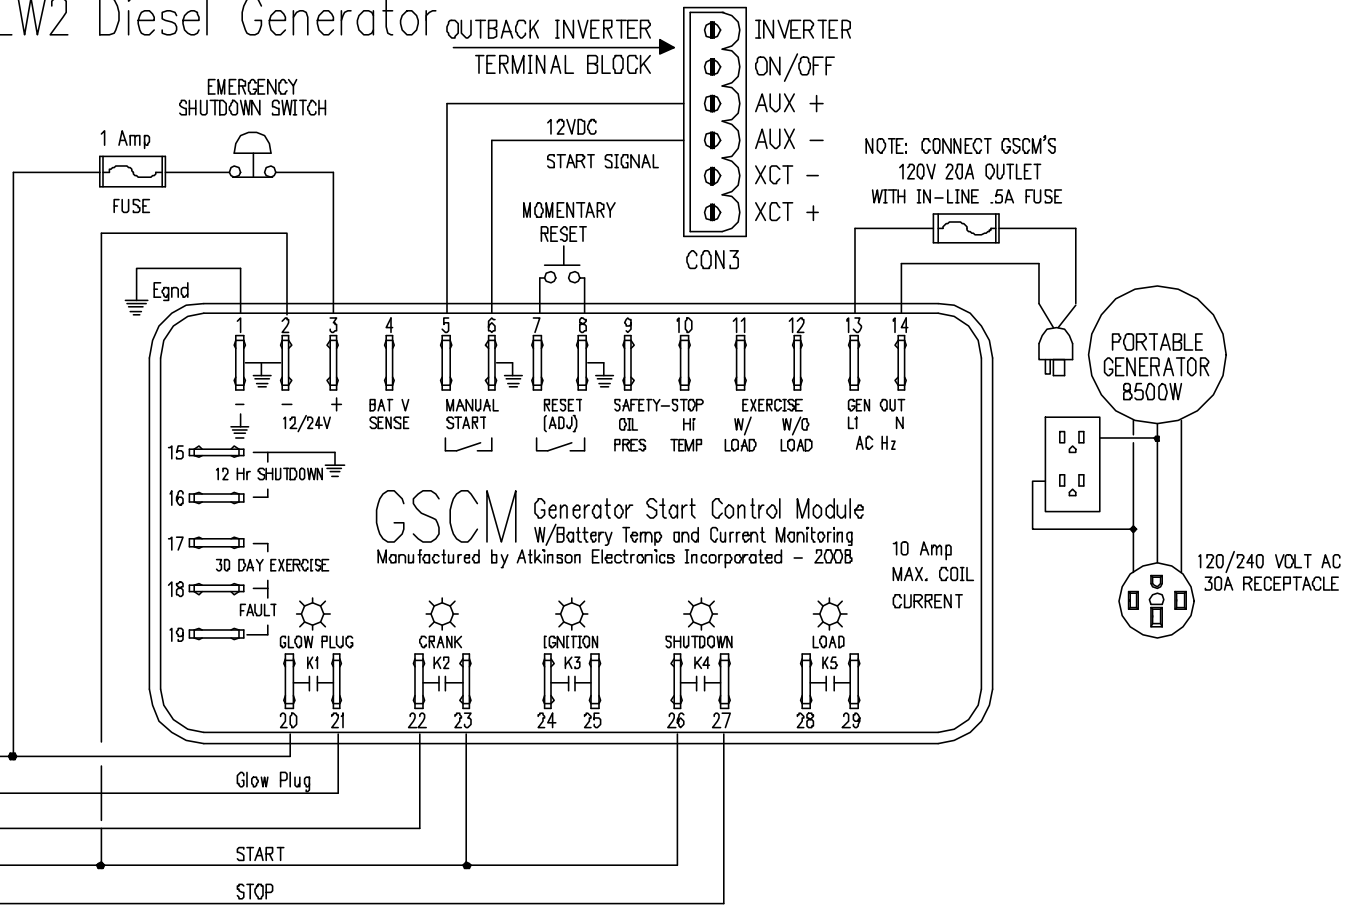 LW2 Diesel Generator
OUTBACK INVERTER
TERMINAL BLOCK
INVERTER
ON/OFF
AUX +
AUX -
XCT -
XCT +
CON3
EMERGENCY
SHUTDOWN SWITCH
1 Amp
FUSE
12VDC
START SIGNAL
MOMENTARY
RESET
NOTE: CONNECT GSCM'S
120V 20A OUTLET
WITH IN-LINE .5A FUSE
Egnd
1 2 3 4 5 6 7 8 9 10 11 12 13 14
- - +
12/24V
BAT V
SENSE
MANUAL
START
RESET
(ADJ)
SAFETY-STOP
OIL HI
PRES TEMP
EXERCISE
W/ W/O
LOAD LOAD
GEN OUT
L1 N
AC Hz
PORTABLE
GENERATOR
8500W
15
12 Hr SHUTDOWN
16
17
30 DAY EXERCISE
18
FAULT
19
GSCM
Generator Start Control Module
W/Battery Temp and Current Monitoring
Manufactured by Atkinson Electronics Incorporated - 2008
10 Amp
MAX. COIL
CURRENT
120/240 VOLT AC
30A RECEPTACLE
GLOW PLUG
K1
CRANK
K2
IGNITION
K3
SHUTDOWN
K4
LOAD
K5
20 21 22 23 24 25 26 27 28 29
Glow Plug
START
STOP